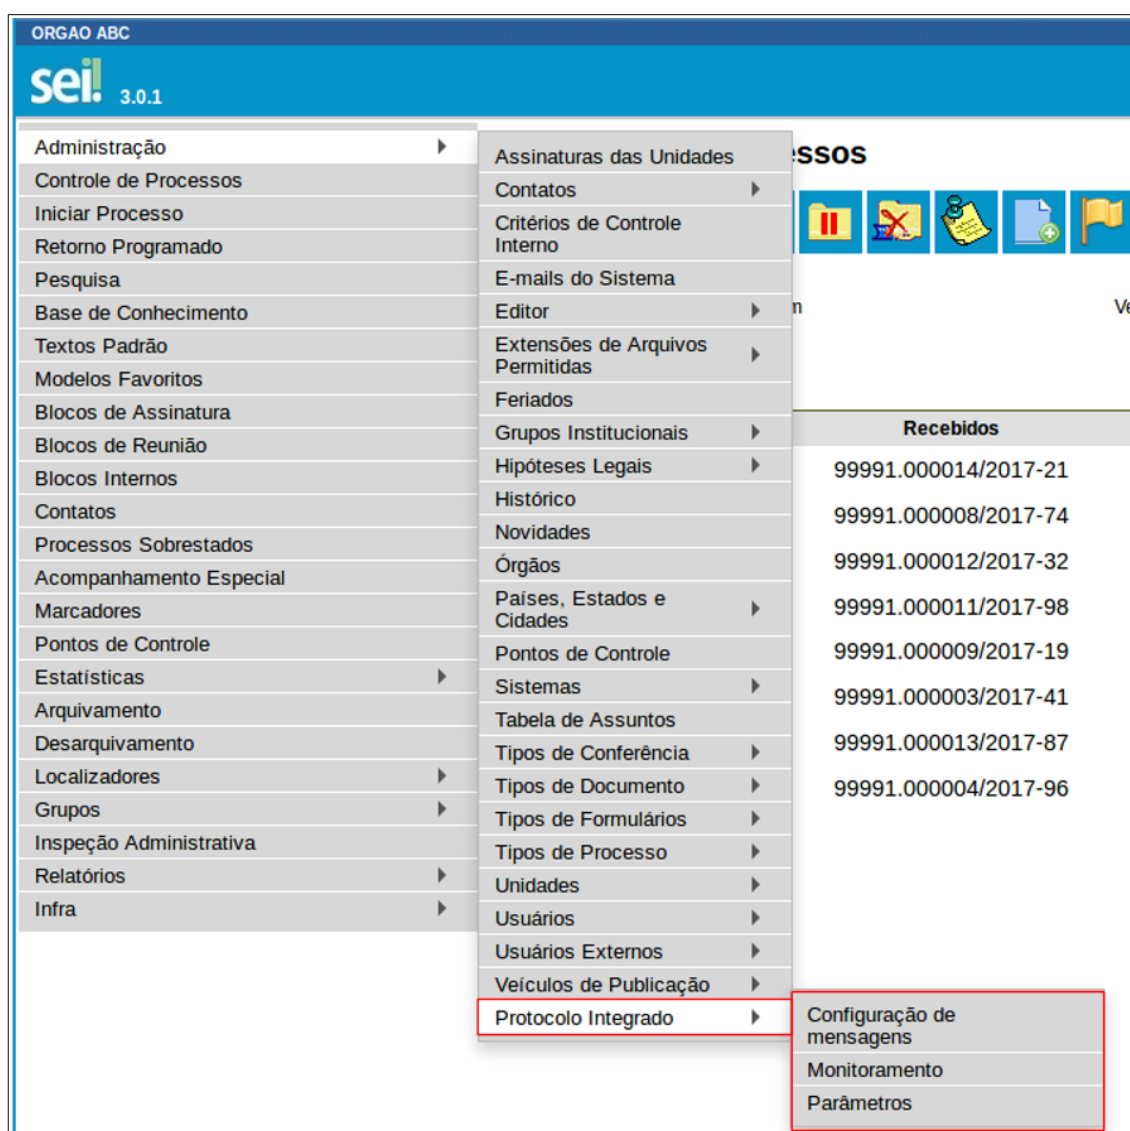 ORGAO ABC
sei!
3.0.1
Administração
Controle de Processos
Iniciar Processo
Retorno Programado
Pesquisa
Base de Conhecimento
Textos Padrão
Modelos Favoritos
Blocos de Assinatura
Blocos de Reunião
Blocos Internos
Contatos
Processos Sobrestados
Acompanhamento Especial
Marcadores
Pontos de Controle
Estatísticas
Arquivamento
Desarquivamento
Localizadores
Grupos
Inspeção Administrativa
Relatórios
Infra
Assinaturas das Unidades
Contatos
Critérios de Controle
Interno
E-mails do Sistema
Editor
Extensões de Arquivos
Permitidas
Feriados
Grupos Institucionais
Hipóteses Legais
Histórico
Novidades
Órgãos
Países, Estados e
Cidades
Pontos de Controle
Sistemas
Tabela de Assuntos
Tipos de Conferência
Tipos de Documento
Tipos de Formulários
Tipos de Processo
Unidades
Usuários
Usuários Externos
Veículos de Publicação
Protocolo Integrado
Configuração de
mensagens
Monitoramento
Parâmetros
essos
Ve
Recebidos
99991.000014/2017-21
99991.000008/2017-74
99991.000012/2017-32
99991.000011/2017-98
99991.000009/2017-19
99991.000003/2017-41
99991.000013/2017-87
99991.000004/2017-96